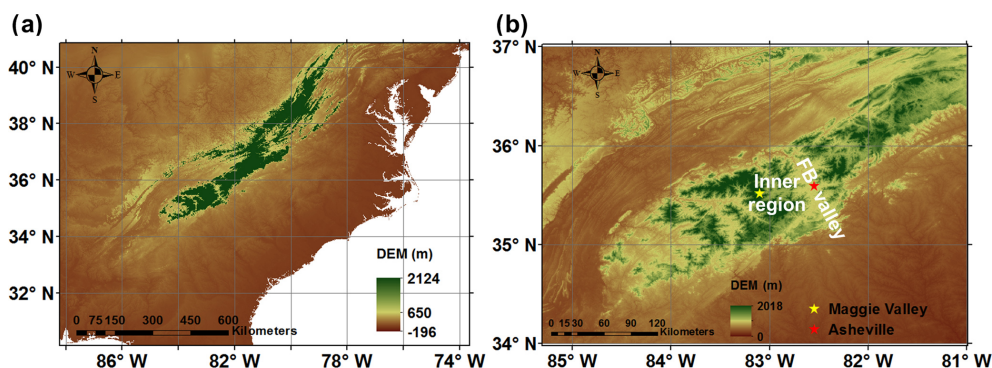 (a)
40° N
38° N
36° N
34° N
32° N
N
W E
S
DEM (m)
2124
650
-196
0 75 150 300 450 600
Kilometers
86 W 82 W 80 W 78 W 74 W
(b)
37° N
36° N
35° N
34° N
N
W E
S
FB valley
Inner
region
DEM (m)
2018
0
Maggie Valley
Asheville
0 15 30 60 90 120
Kilometers
85° W 84° W 83° W 82° W 81° W